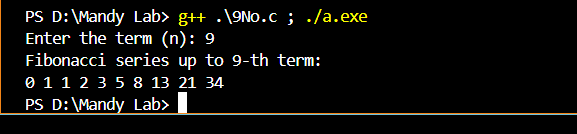 PS D:\Mandy Lab> g++ .\9No.c ; ./a.exe
Enter the term (n): 9
Fibonacci series up to 9-th term:
0 1 1 2 3 5 8 13 21 34
PS D:\Mandy Lab>